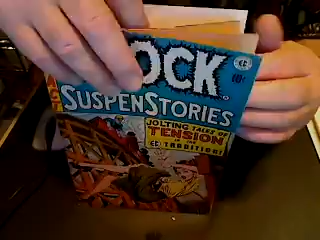 OCK
10¢
SUSPENSTORIES
JOLTING TALES OF
TENSION
IN THE
EC TRADITION!